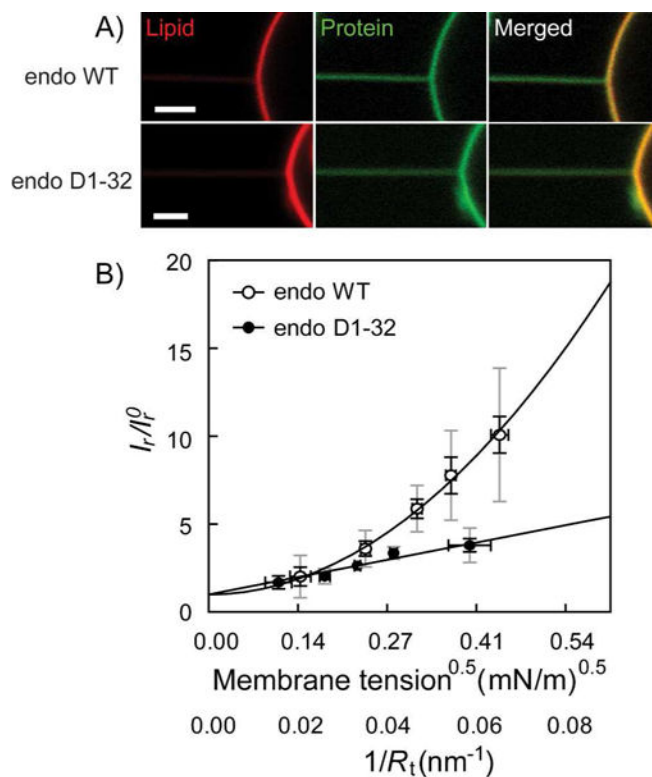 A)
Lipid Protein Merged
endo WT
endo D1-32
B)
20
15
10
5
0
I_r/I_r^0
endo WT
endo D1-32
0.00 0.14 0.27 0.41 0.54
Membrane tension^0.5 (mN/m)^0.5
0.00 0.02 0.04 0.06 0.08
1/R_t (nm^-1)